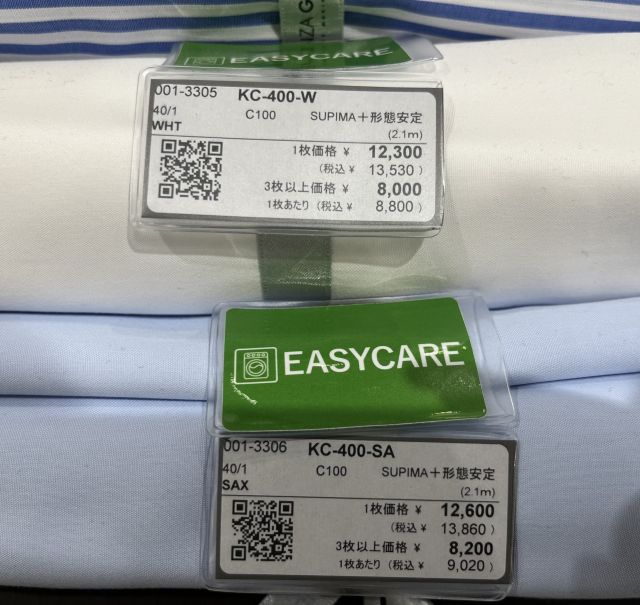 EASYCARE
001-3305 KC-400-W
40/1 C100 SUPIMA＋形態安定
WHT (2.1m)
1枚価格 ¥ 12,300
(税込 ¥ 13,530)
3枚以上価格 ¥ 8,000
1枚あたり (税込 ¥ 8,800)
EASYCARE
001-3306 KC-400-SA
40/1 C100 SUPIMA＋形態安定
SAX (2.1m)
1枚価格 ¥ 12,600
(税込 ¥ 13,860)
3枚以上価格 ¥ 8,200
1枚あたり (税込 ¥ 9,020)